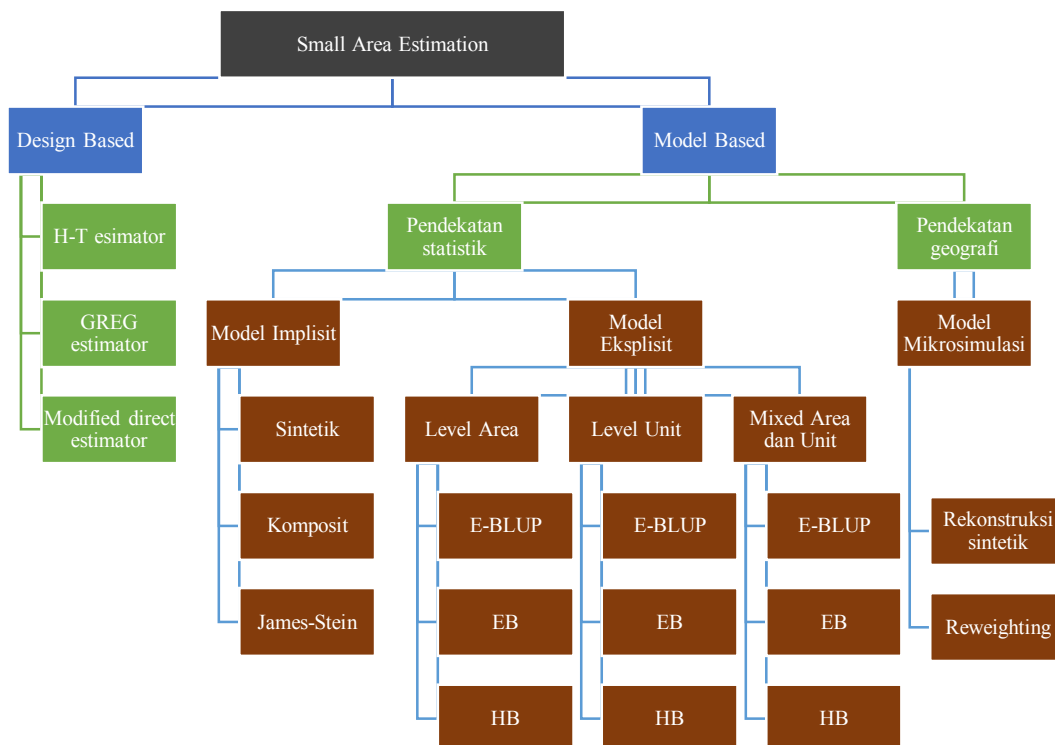 Small Area Estimation
Design Based
Model Based
H-T esimator
Pendekatan
statistik
Pendekatan
geografi
GREG
estimator
Model Implisit
Model
Eksplisit
Model
Mikrosimulasi
Modified direct
estimator
Sintetik
Level Area
Level Unit
Mixed Area
dan Unit
Komposit
E-BLUP
E-BLUP
E-BLUP
Rekonstruksi
sintetik
James-Stein
EB
EB
EB
Reweighting
HB
HB
HB